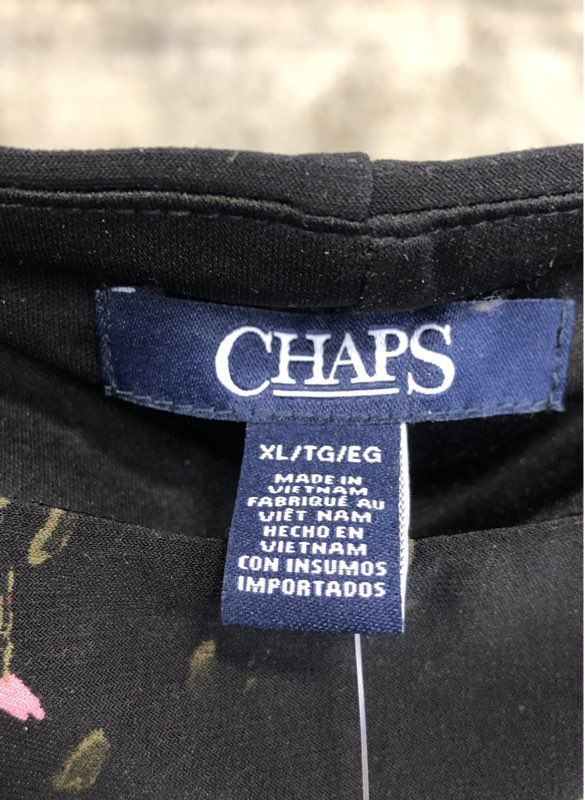 CHAPS
XL/TG/EG
MADE IN
VIETNAM
FABRIQUÉ AU
VIÊT NAM
HECHO EN
VIETNAM
CON INSUMOS
IMPORTADOS